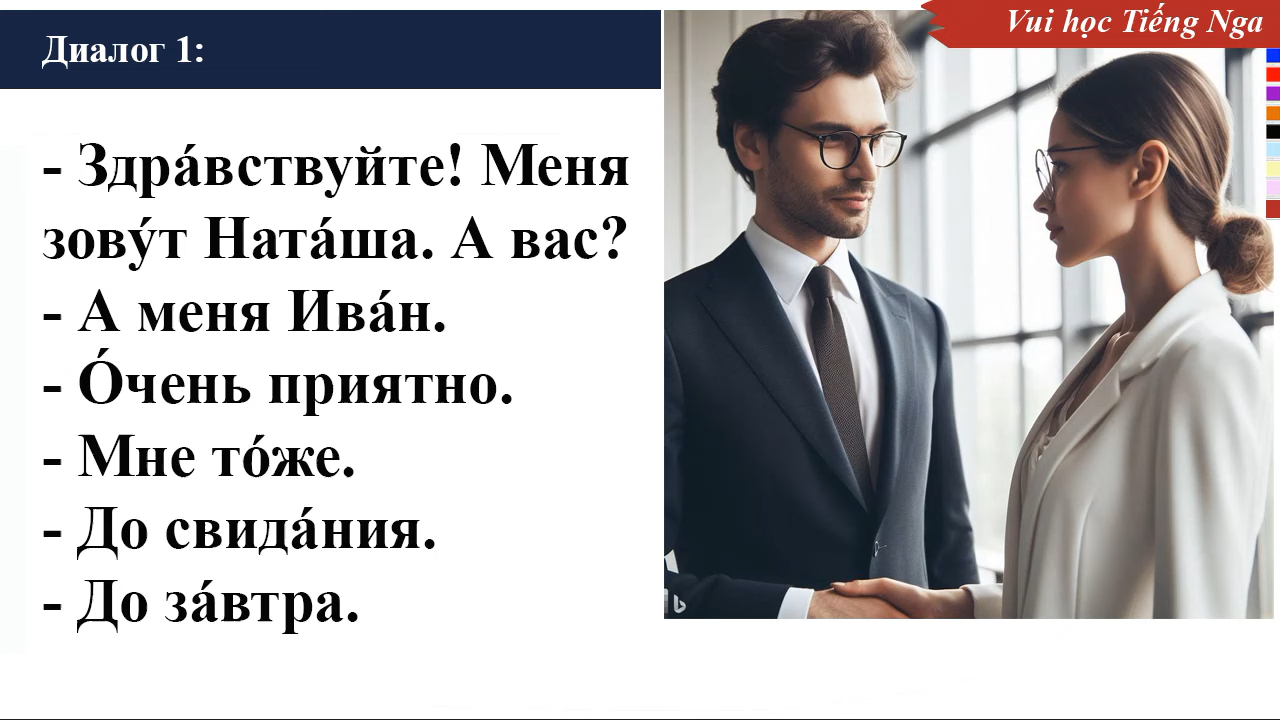 Vui học Tiếng Nga
Диалог 1:
- Здра́вствуйте! Меня
зову́т Ната́ша. А вас?
- А меня Ива́н.
- О́чень приятно.
- Мне то́же.
- До свида́ния.
- До за́втра.